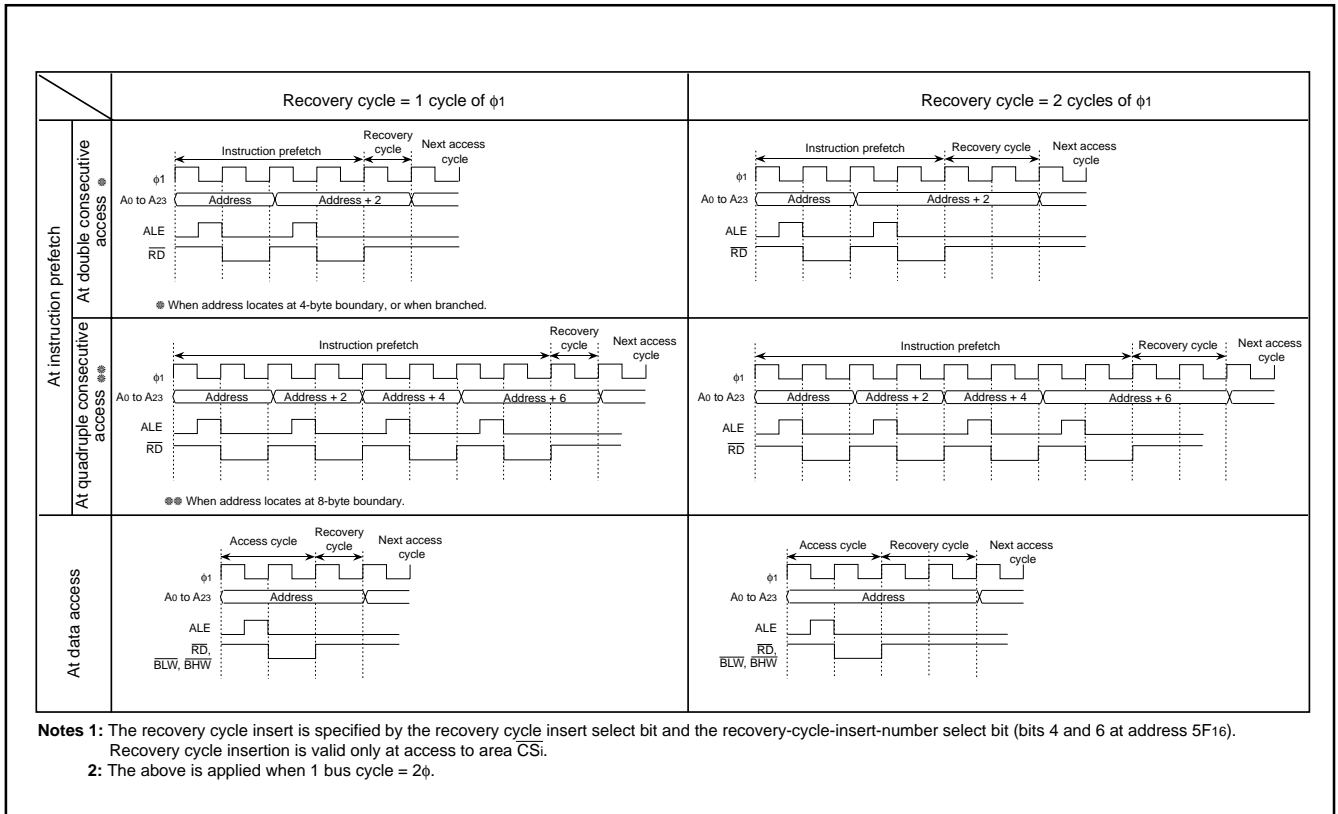 Recovery cycle = 1 cycle of φ1
Recovery cycle = 2 cycles of φ1
At instruction prefetch
At double consecutive
access ❋
Instruction prefetch
Recovery
cycle
Next access
cycle
φ1
A0 to A23
Address
Address + 2
ALE
RD
❋ When address locates at 4-byte boundary, or when branched.
Instruction prefetch
Recovery cycle
Next access
cycle
φ1
A0 to A23
Address
Address + 2
ALE
RD
At quadruple consecutive
access ❋❋
Instruction prefetch
Recovery
cycle
Next access
cycle
φ1
A0 to A23
Address
Address + 2
Address + 4
Address + 6
ALE
RD
❋❋ When address locates at 8-byte boundary.
Instruction prefetch
Recovery cycle
Next access
cycle
φ1
A0 to A23
Address
Address + 2
Address + 4
Address + 6
ALE
RD
At data access
Access cycle
Recovery
cycle
Next access
cycle
φ1
A0 to A23
Address
ALE
RD,
BLW, BHW
Access cycle
Recovery cycle
Next access
cycle
φ1
A0 to A23
Address
ALE
RD,
BLW, BHW
Notes 1: The recovery cycle insert is specified by the recovery cycle insert select bit and the recovery-cycle-insert-number select bit (bits 4 and 6 at address 5F16).
Recovery cycle insertion is valid only at access to area CSi.
2: The above is applied when 1 bus cycle = 2φ.